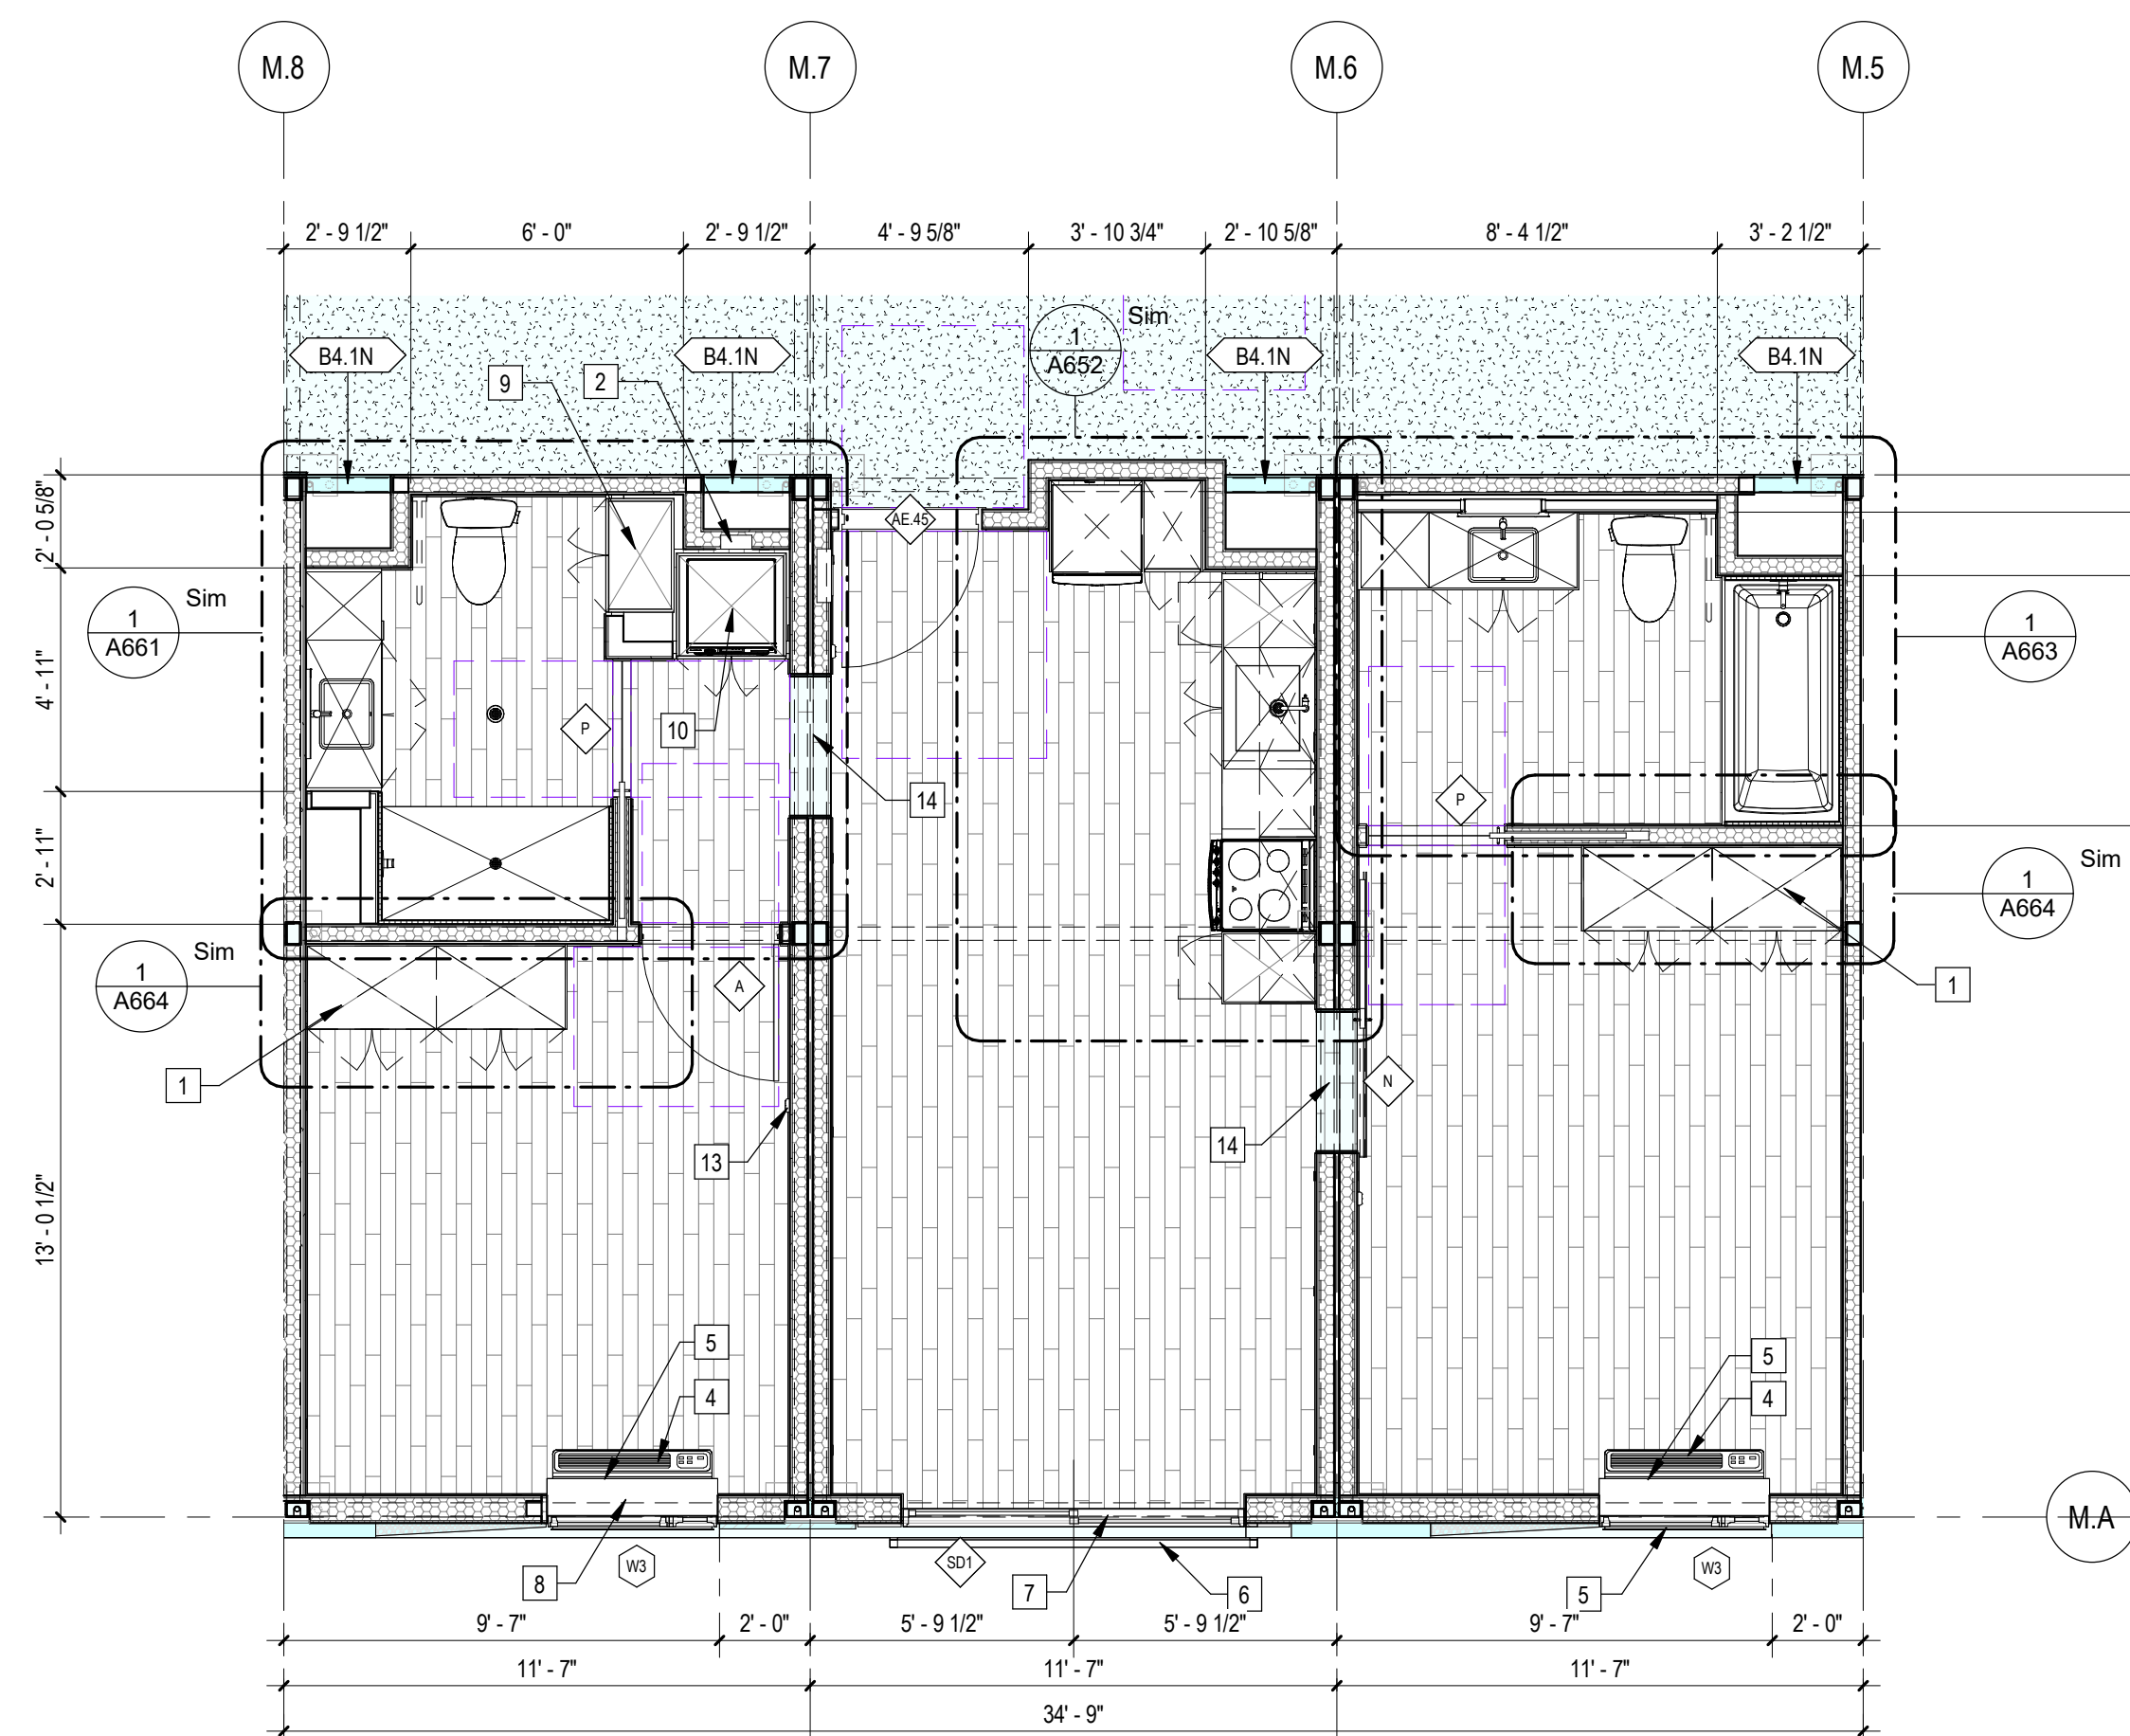 M.8
M.7
M.6
M.5
2' - 9 1/2"
6' - 0"
2' - 9 1/2"
4' - 9 5/8"
3' - 10 3/4"
2' - 10 5/8"
8' - 4 1/2"
3' - 2 1/2"
1
A652
Sim
B4.1N
B4.1N
B4.1N
B4.1N
9
2
AE.45
2' - 0 5/8"
1
A661
Sim
1
A663
4' - 11"
P
10
14
P
2' - 11"
1
A664
Sim
1
A664
Sim
A
1
1
N
13
14
13' - 0 1/2"
5
4
5
4
M.A
8
W3
SD1
7
6
5
W3
9' - 7"
2' - 0"
5' - 9 1/2"
5' - 9 1/2"
9' - 7"
2' - 0"
11' - 7"
11' - 7"
11' - 7"
34' - 9"